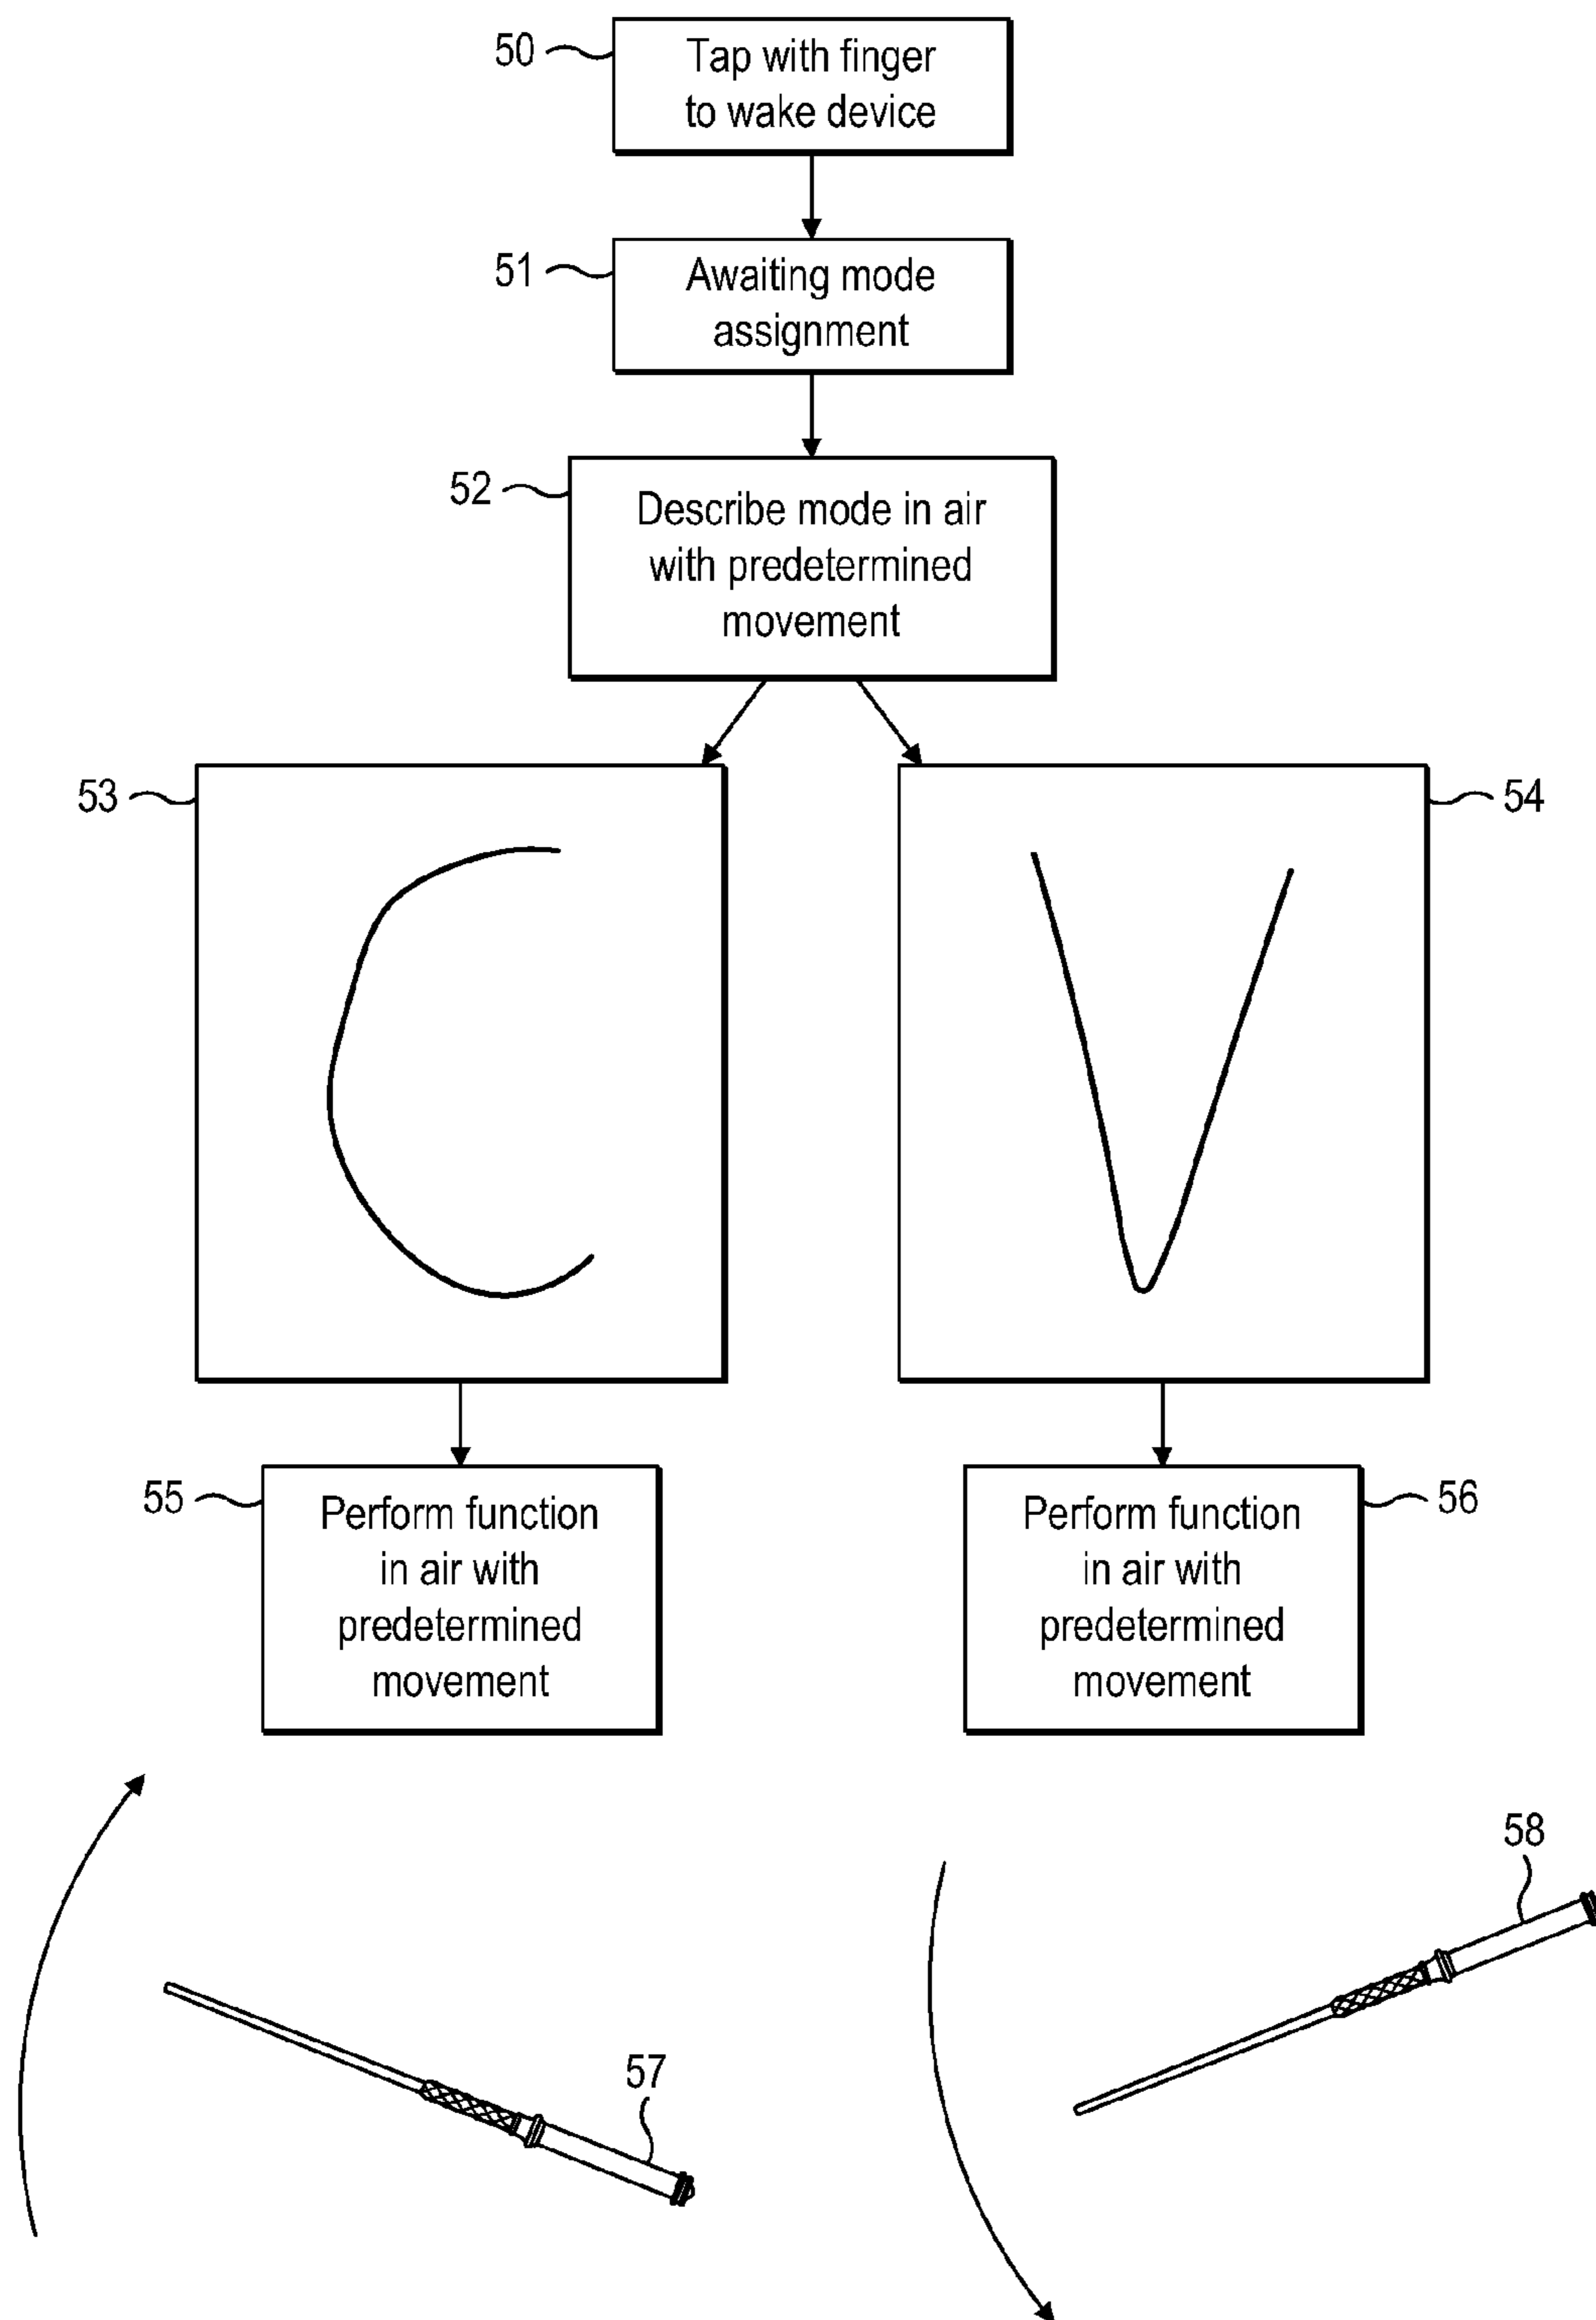 50
Tap with finger
to wake device
51
Awaiting mode
assignment
52
Describe mode in air
with predetermined
movement
53
C
V
54
55
Perform function
in air with
predetermined
movement
Perform function
in air with
predetermined
movement
56
57
58